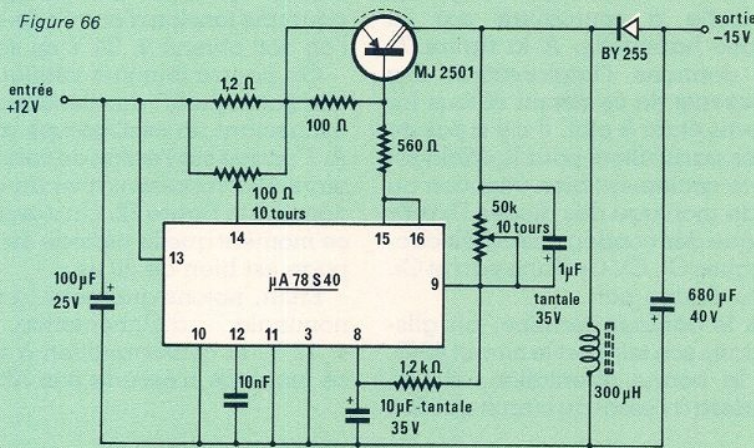 Figure 66
sortie
−15V
BY 255
MJ 2501
entrée
+12V
1,2 Ω
100 Ω
560 Ω
100 Ω
10 tours
50k
10 tours
14
15
16
13
µA 78 S 40
9
1µF
tantale
35V
100µF
25V
680 µF
40V
10
12
11
3
8
1,2 kΩ
10nF
10µF-tantale
35V
300µH